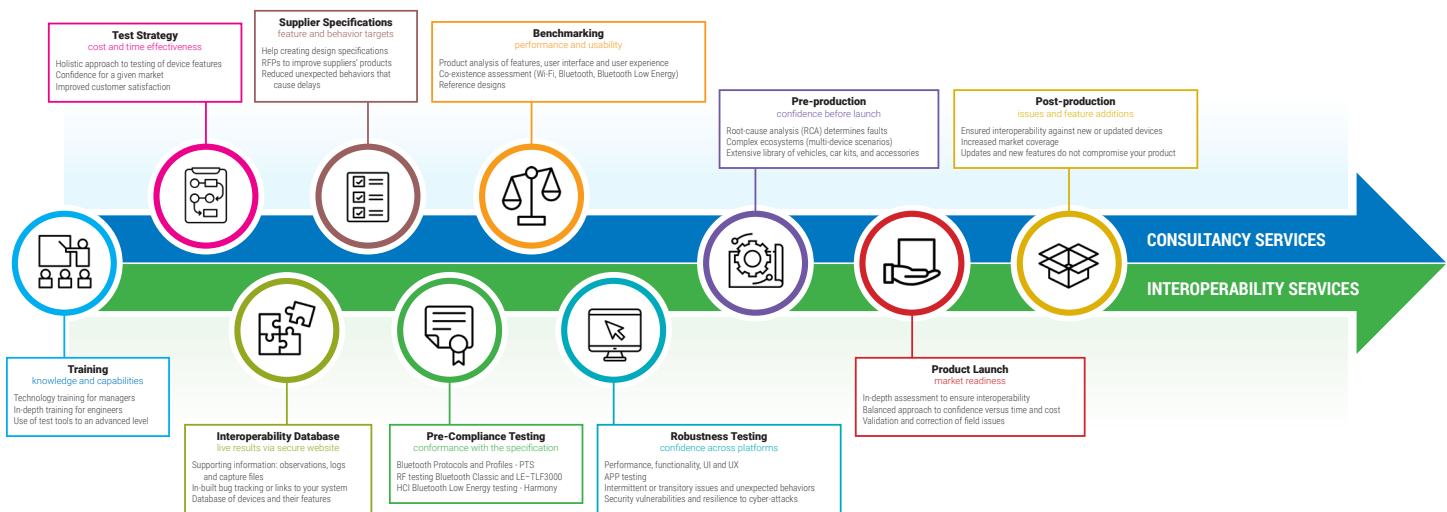 Test Strategy
cost and time effectiveness
Holistic approach to testing of device features
Confidence for a given market
Improved customer satisfaction
Supplier Specifications
feature and behavior targets
Help creating design specifications
RFPs to improve suppliers' products
Reduced unexpected behaviors that
cause delays
Benchmarking
performance and usability
Product analysis of features, user interface and user experience
Co-existence assessment (Wi-Fi, Bluetooth, Bluetooth Low Energy)
Reference designs
Pre-production
confidence before launch
Root-cause analysis (RCA) determines faults
Complex ecosystems (multi-device scenarios)
Extensive library of vehicles, car kits, and accessories
Post-production
issues and feature additions
Ensured interoperability against new or updated devices
Increased market coverage
Updates and new features do not compromise your product
CONSULTANCY SERVICES
INTEROPERABILITY SERVICES
Training
knowledge and capabilities
Technology training for managers
In-depth training for engineers
Use of test tools to an advanced level
Interoperability Database
live results via secure website
Supporting information: observations, logs
and capture files
In-built bug tracking or links to your system
Database of devices and their features
Pre-Compliance Testing
conformance with the specification
Bluetooth Protocols and Profiles - PTS
RF testing Bluetooth Classic and LE–TLF3000
HCI Bluetooth Low Energy testing - Harmony
Robustness Testing
confidence across platforms
Performance, functionality, UI and UX
APP testing
Intermittent or transitory issues and unexpected behaviors
Security vulnerabilities and resilience to cyber-attacks
Product Launch
market readiness
In-depth assessment to ensure interoperability
Balanced approach to confidence versus time and cost
Validation and correction of field issues